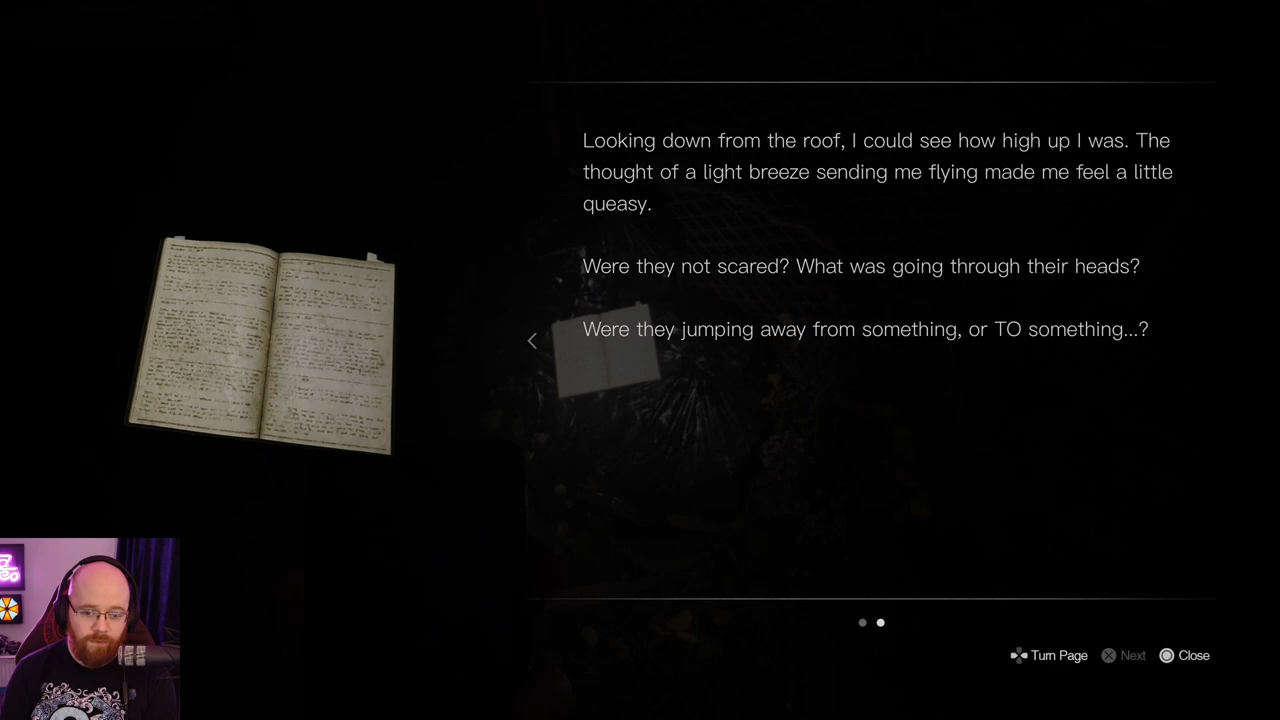 Looking down from the roof, I could see how high up I was. The
thought of a light breeze sending me flying made me feel a little
queasy.
Were they not scared? What was going through their heads?
Were they jumping away from something, or TO something...?
Turn Page
Next
Close